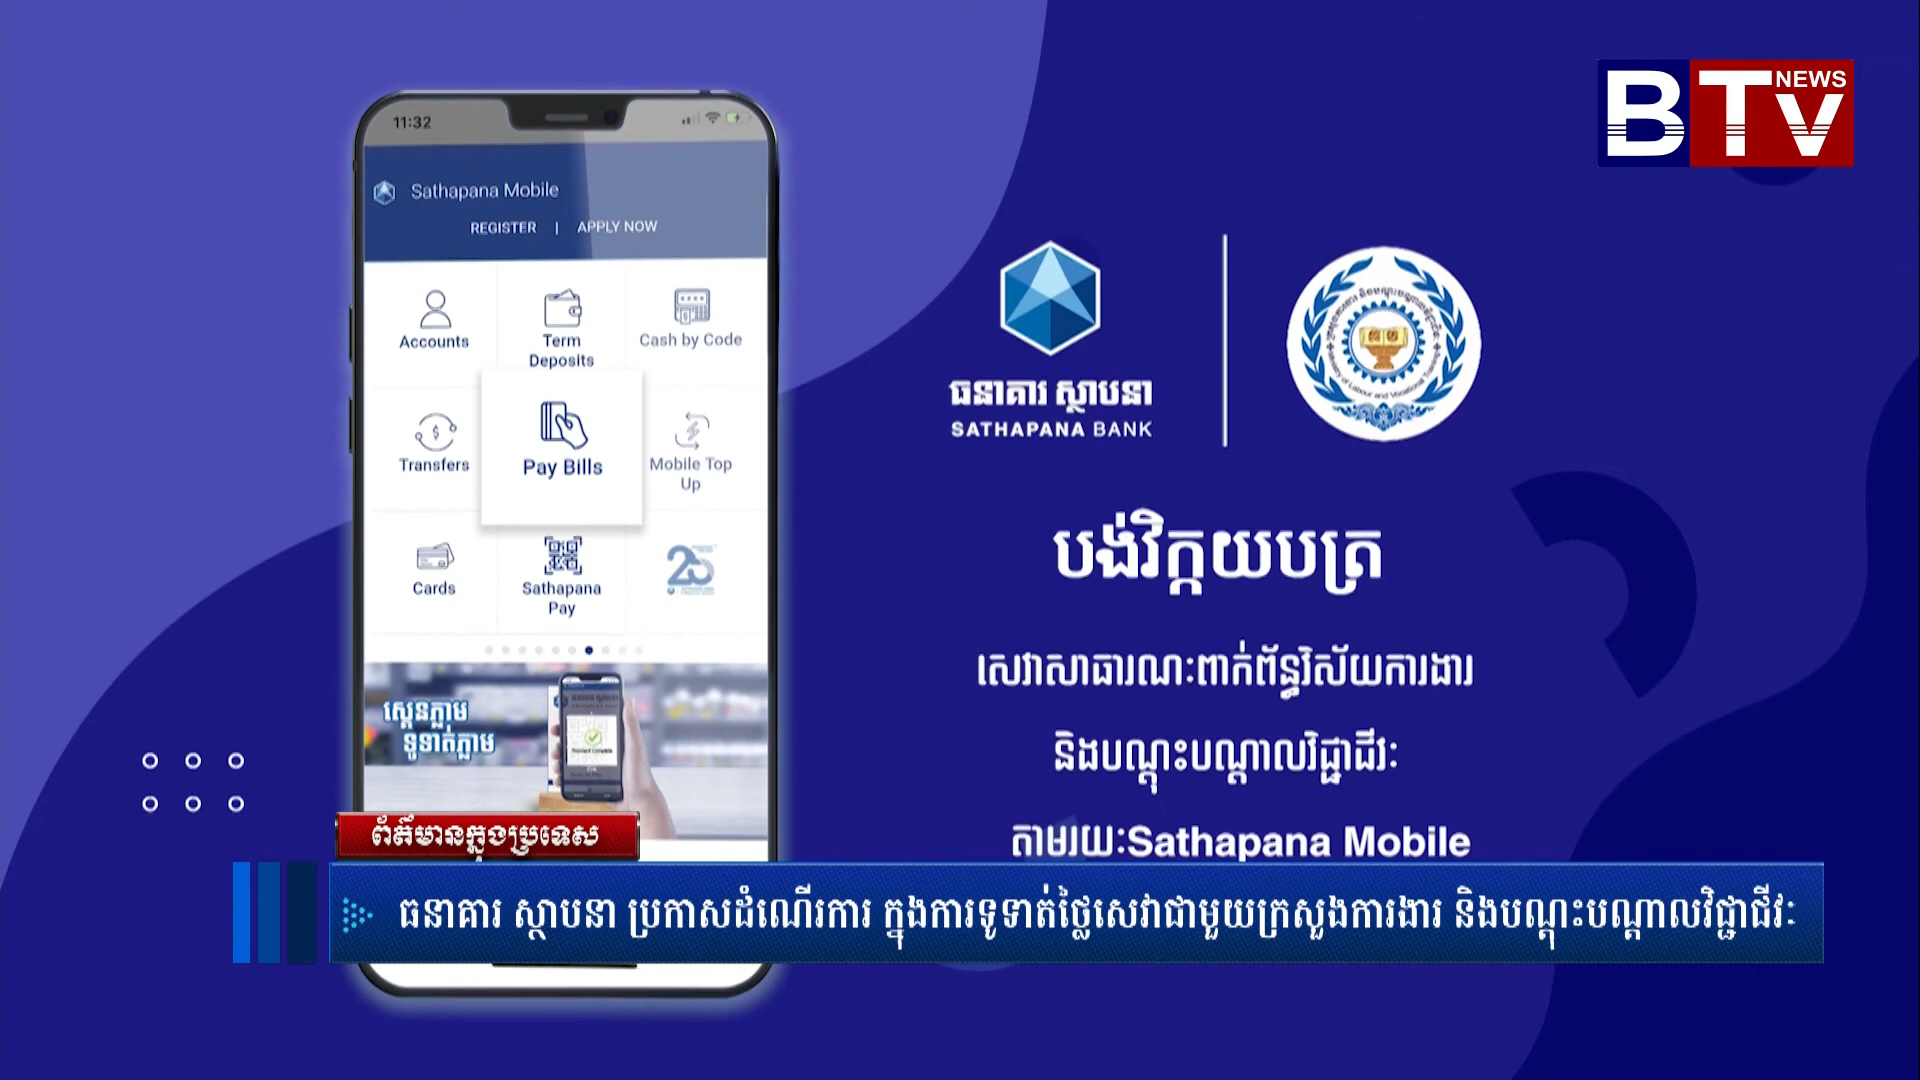 BTV NEWS
11:32
Sathapana Mobile
REGISTER | APPLY NOW
Accounts
Term
Deposits
Cash by Code
Transfers
Pay Bills
Mobile Top
Up
Cards
Sathapana
Pay
ស្កេនភ្លាម
ទូទាត់ភ្លាម
Payment Complete
ធនាគារ ស្ថាបនា
SATHAPANA BANK
Ministry of Labour and Vocational Training
បង់វិក្កយបត្រ
សេវាសាធារណៈពាក់ព័ន្ធវិស័យការងារ
និងបណ្តុះបណ្តាលវិជ្ជាជីវៈ
តាមរយៈSathapana Mobile
ព័ត៌មានក្នុងប្រទេស
ធនាគារ ស្ថាបនា ប្រកាសដំណើរការ ក្នុងការទូទាត់ថ្លៃសេវាជាមួយក្រសួងការងារ និងបណ្តុះបណ្តាលវិជ្ជាជីវៈ